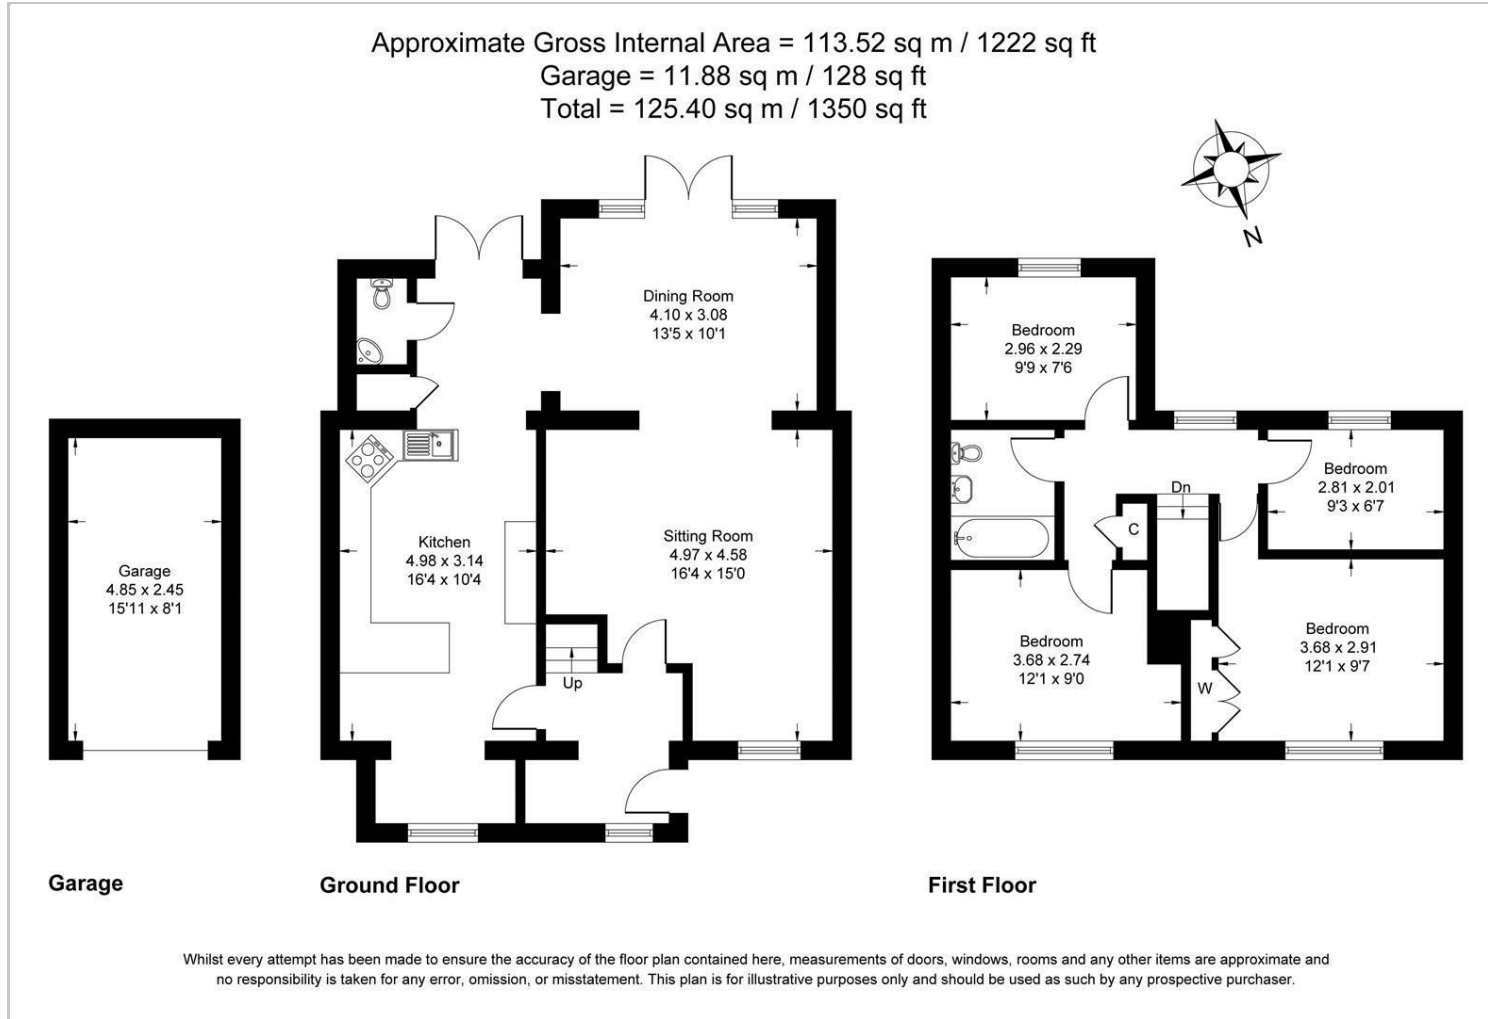 Approximate Gross Internal Area = 113.52 sq m / 1222 sq ft
Garage = 11.88 sq m / 128 sq ft
Total = 125.40 sq m / 1350 sq ft
N
Garage
4.85 x 2.45
15'11 x 8'1
Dining Room
4.10 x 3.08
13'5 x 10'1
Kitchen
4.98 x 3.14
16'4 x 10'4
Sitting Room
4.97 x 4.58
16'4 x 15'0
Up
Bedroom
2.96 x 2.29
9'9 x 7'6
Bedroom
2.81 x 2.01
9'3 x 6'7
Dn
C
Bedroom
3.68 x 2.74
12'1 x 9'0
W
Bedroom
3.68 x 2.91
12'1 x 9'7
Garage
Ground Floor
First Floor
Whilst every attempt has been made to ensure the accuracy of the floor plan contained here, measurements of doors, windows, rooms and any other items are approximate and
no responsibility is taken for any error, omission, or misstatement. This plan is for illustrative purposes only and should be used as such by any prospective purchaser.